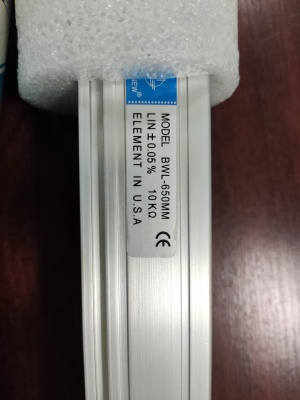 MODEL BWL-650MM
LIN±0.05% 10KΩ
ELEMENT IN U.S.A
CE